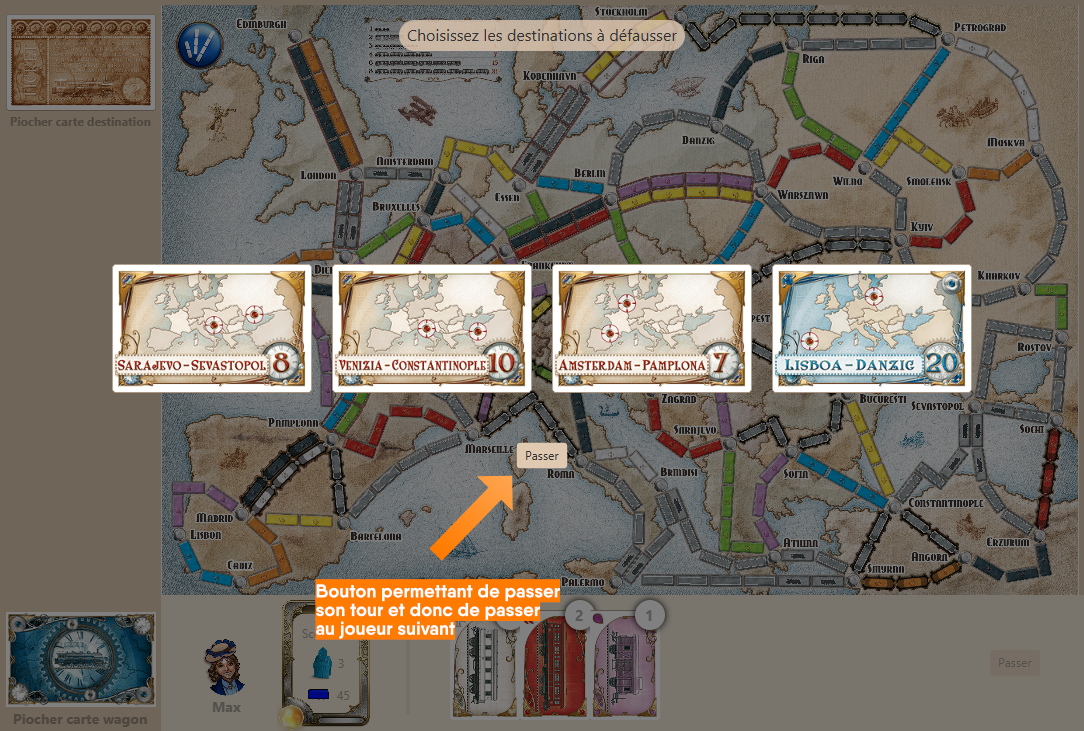 EDINBURGH
STOCKHOLM
PETROGRAD
Choisissez les destinations à défausser
RIGA
KOBENHAVN
Piocher carte destination
DANZIG
MOSKVA
AMSTERDAM
LONDON
BERLIN
ESSEN
WILNO
SMOLENSK
WARSZAWA
BRUXELLES
KYIV
KHARKOV
SARAJEVO - SEVASTOPOL 8
VENIZIA - CONSTANTINOPLE 10
AMSTERDAM - PAMPLONA 7
LISBOA - DANZIG 20
ROSTOV
ZAGRAD
BUCURESTI
SEVASTOPOL
PAMPLONA
SARAJEVO
SOCHI
MARSEILLE
Passer
ROMA
BRINDISI
SOFIA
CONSTANTINOPLE
MADRID
LISBON
BARCELONA
ATHINA
ERZURUM
ANGORA
CADIZ
SMYRNA
PALERMO
Bouton permettant de passer
son tour et donc de passer
au joueur suivant
2
1
3
45
Max
Passer
Piocher carte wagon